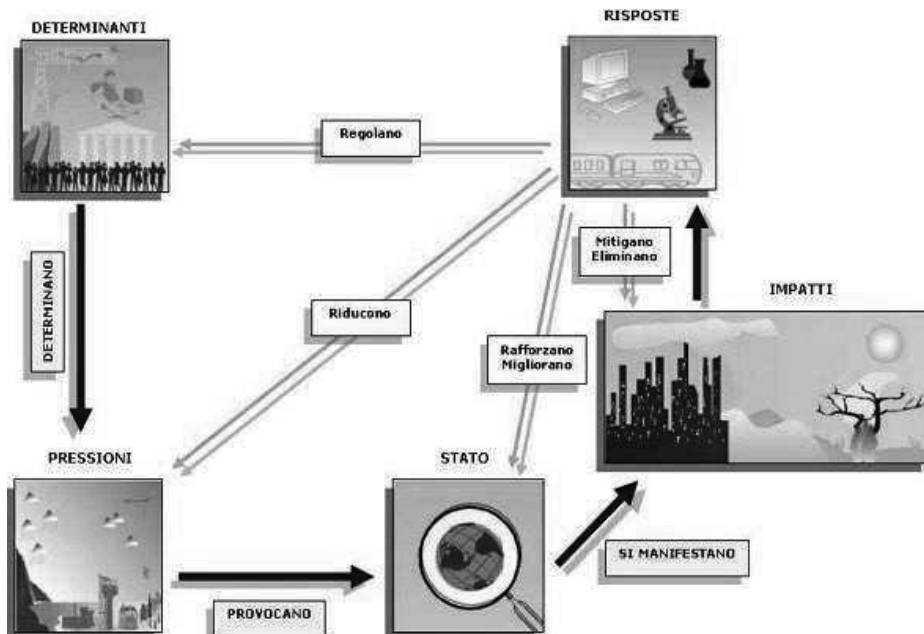 DETERMINANTI
RISPOSTE
Regolano
Mitigano
Eliminano
DETERMINANO
Riducono
IMPATTI
Rafforzano
Migliorano
PRESSIONI
STATO
SI MANIFESTANO
PROVOCANO